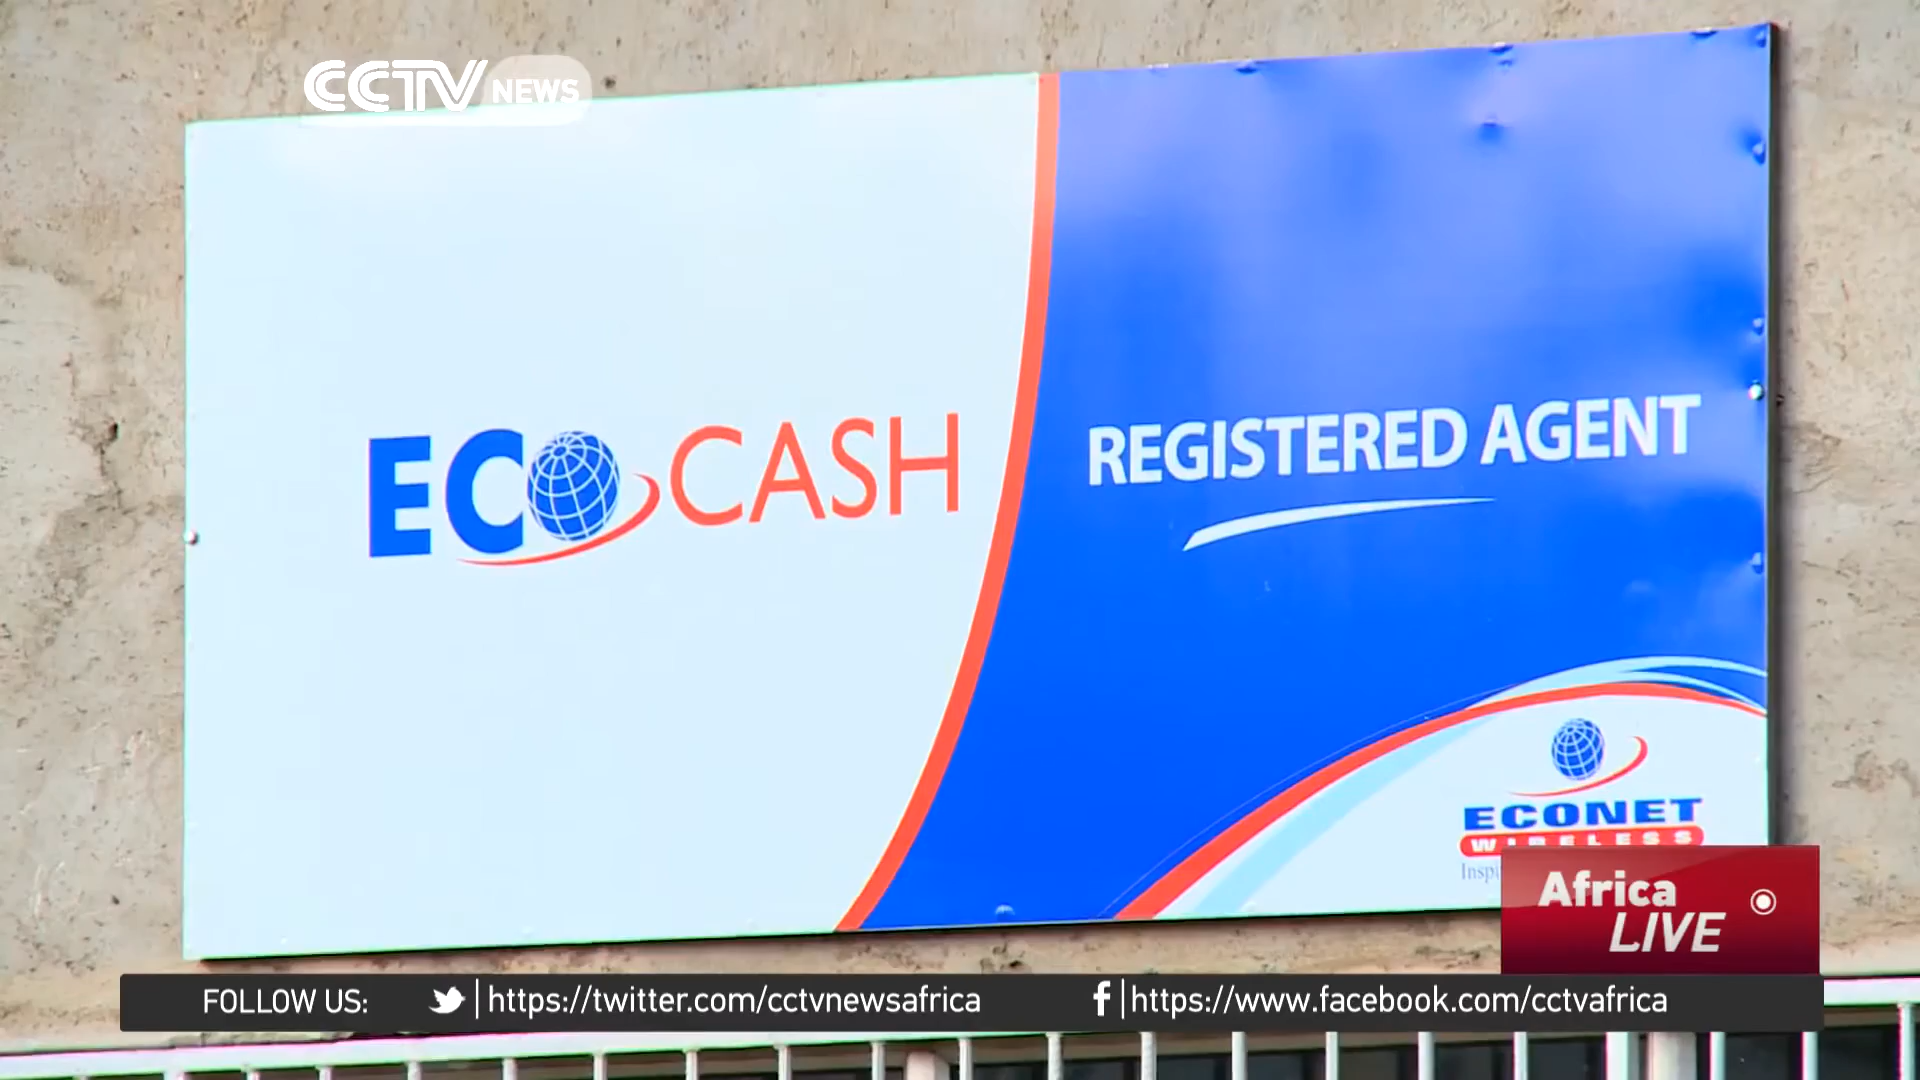 CCTV NEWS
ECOCASH
REGISTERED AGENT
ECONET
WIRELESS
Africa
LIVE
FOLLOW US:
https://twitter.com/cctvnewsafrica
https://www.facebook.com/cctvafrica